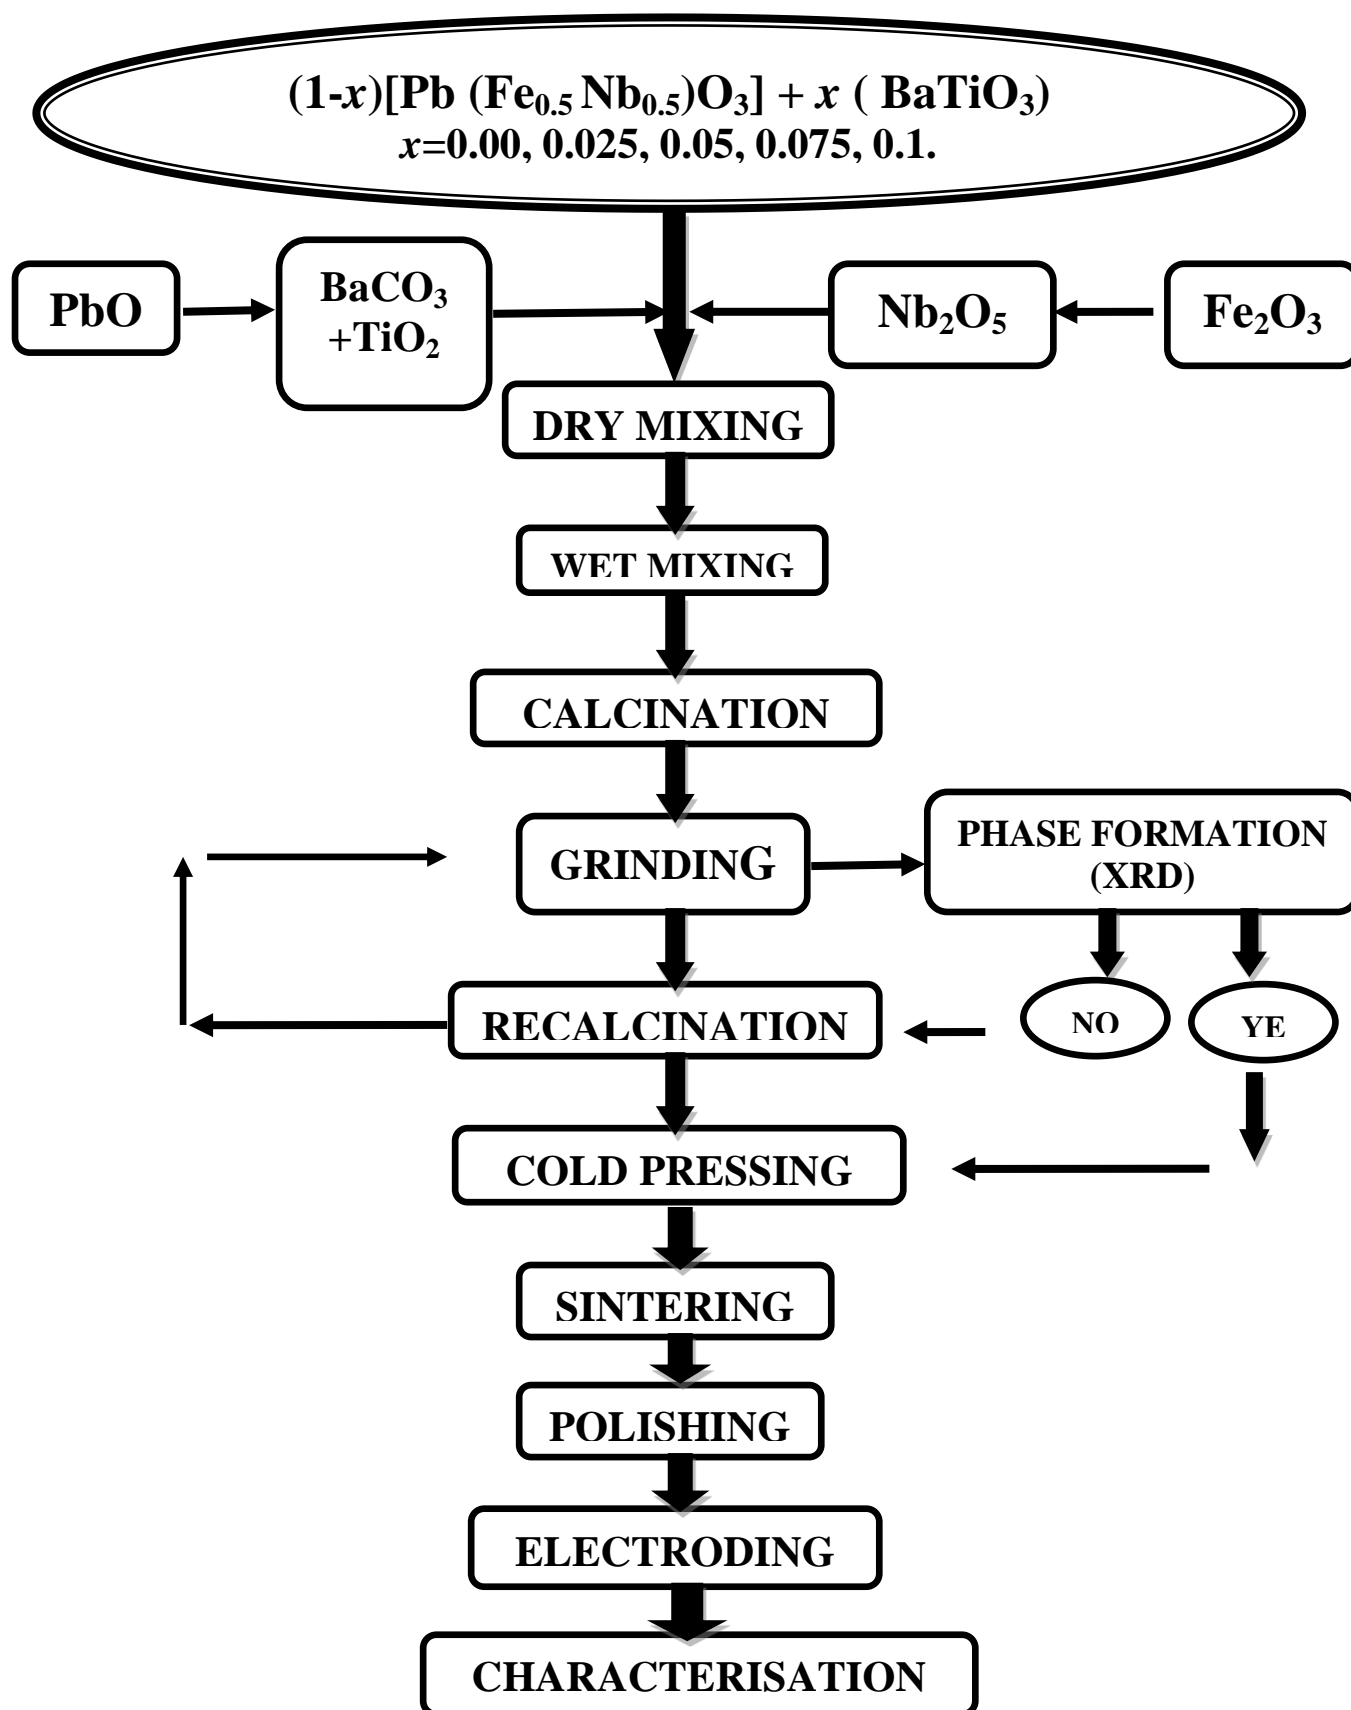 (1-x)[Pb (Fe₀.₅ Nb₀.₅)O₃] + x ( BaTiO₃)
x=0.00, 0.025, 0.05, 0.075, 0.1.
PbO
BaCO₃
+TiO₂
Nb₂O₅
Fe₂O₃
DRY MIXING
WET MIXING
CALCINATION
GRINDING
PHASE FORMATION
(XRD)
RECALCINATION
NO
YE
COLD PRESSING
SINTERING
POLISHING
ELECTRODING
CHARACTERISATION